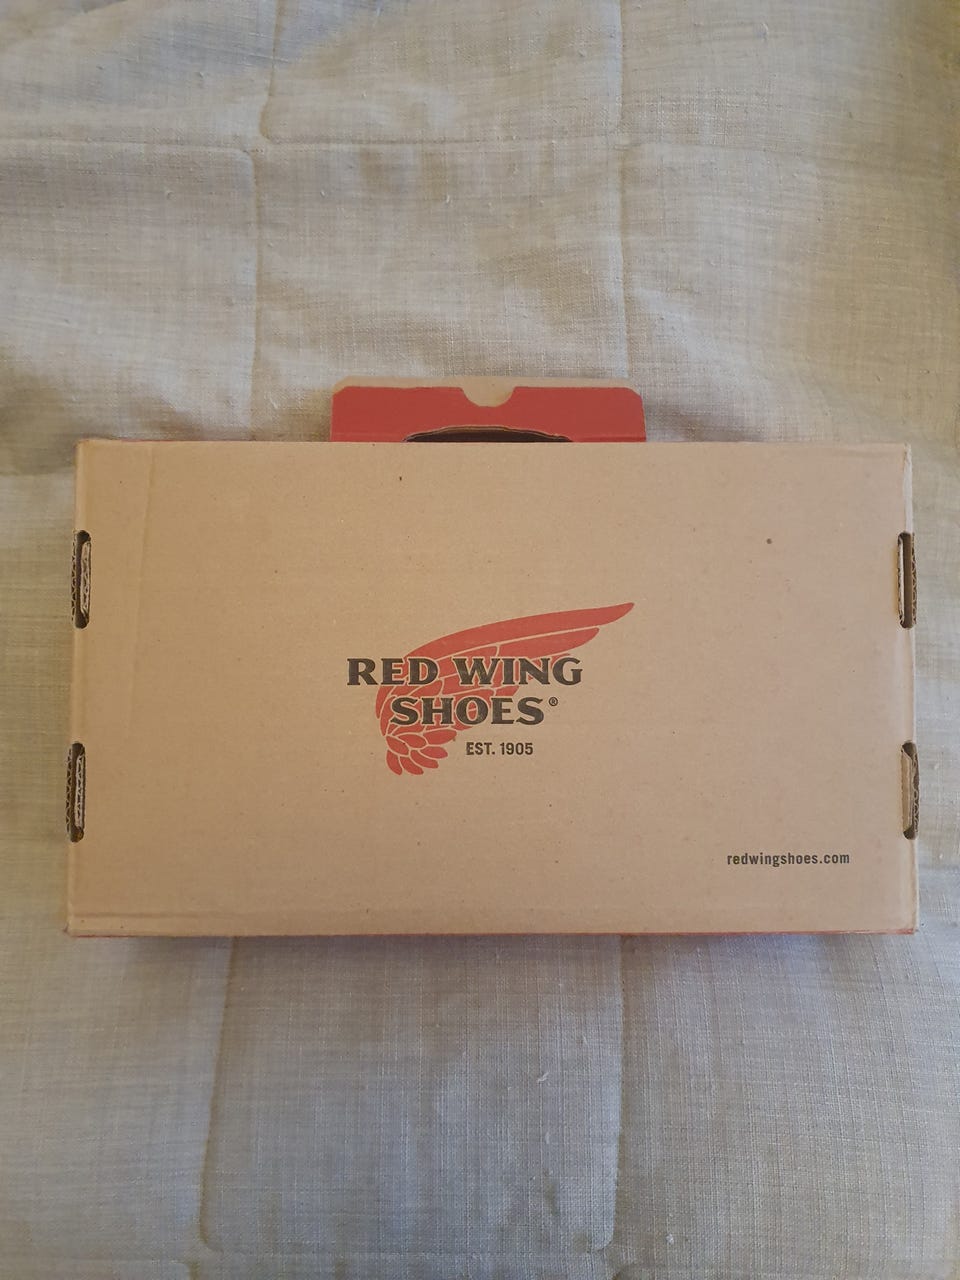 RED WING
SHOES®
EST. 1905
redwingshoes.com